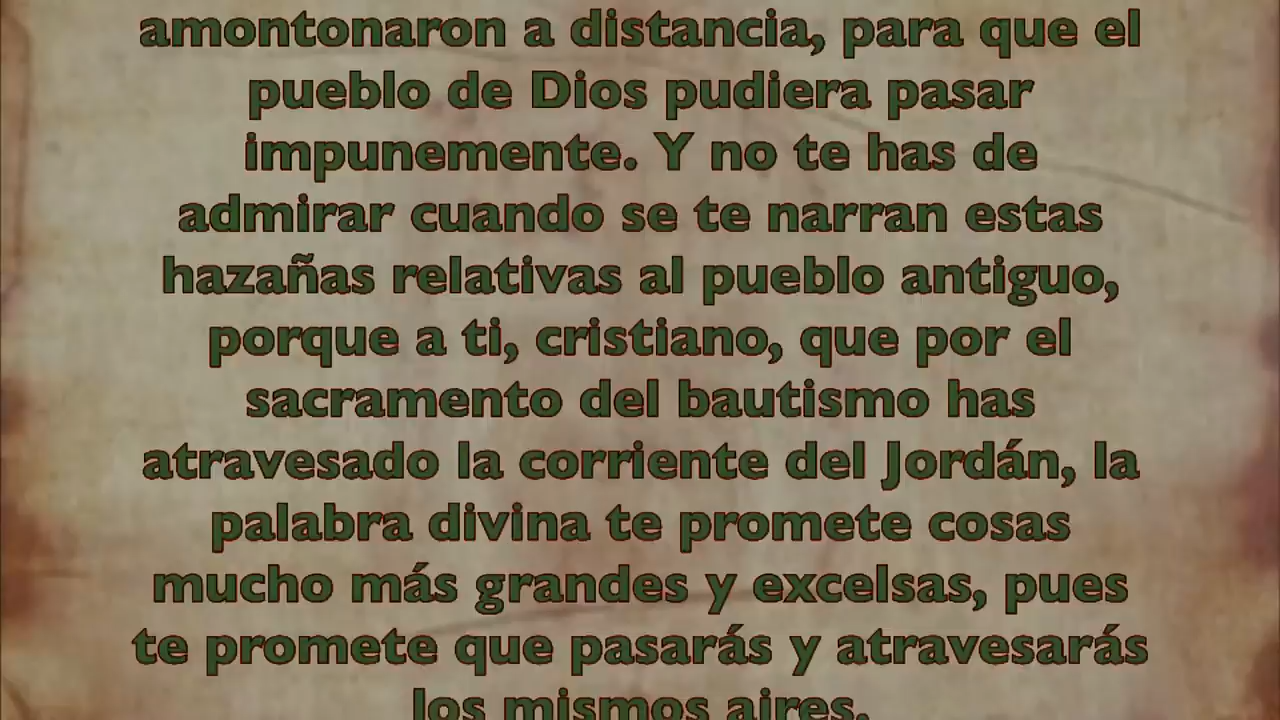 amontonaron a distancia, para que el
pueblo de Dios pudiera pasar
impunemente. Y no te has de
admirar cuando se te narran estas
hazañas relativas al pueblo antiguo,
porque a ti, cristiano, que por el
sacramento del bautismo has
atravesado la corriente del Jordán, la
palabra divina te promete cosas
mucho más grandes y excelsas, pues
te promete que pasarás y atravesarás
los mismos aires.